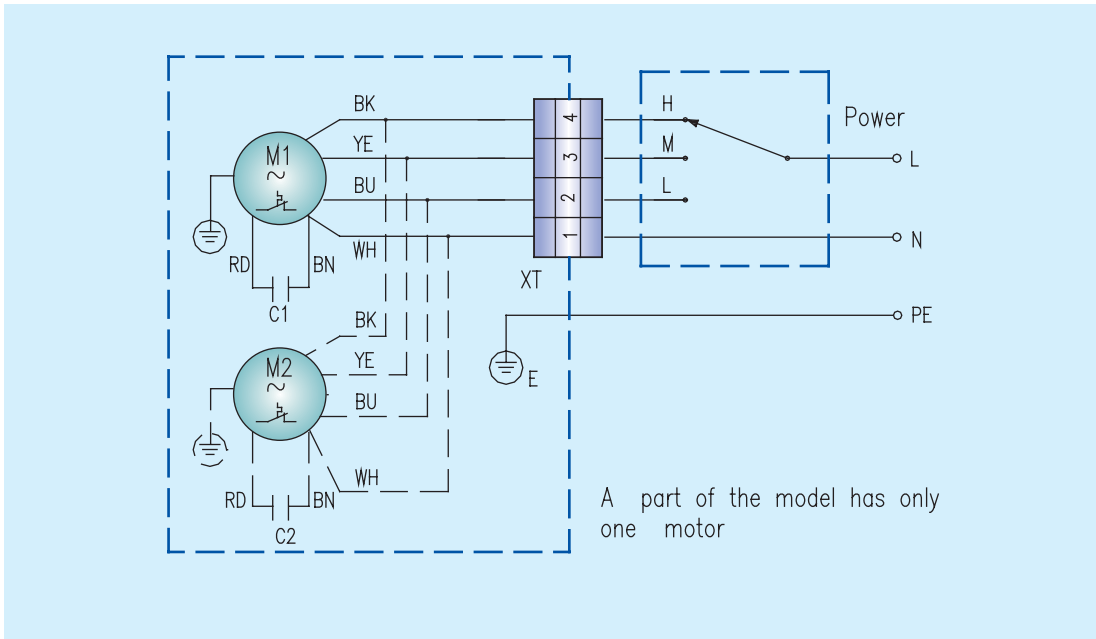 BK
H
Power
4
M1
YE
M
3
L
BU
L
2
WH
1
N
RD
BN
XT
C1
PE
BK
M2
YE
E
BU
WH
RD
BN
C2
A part of the model has only
one motor